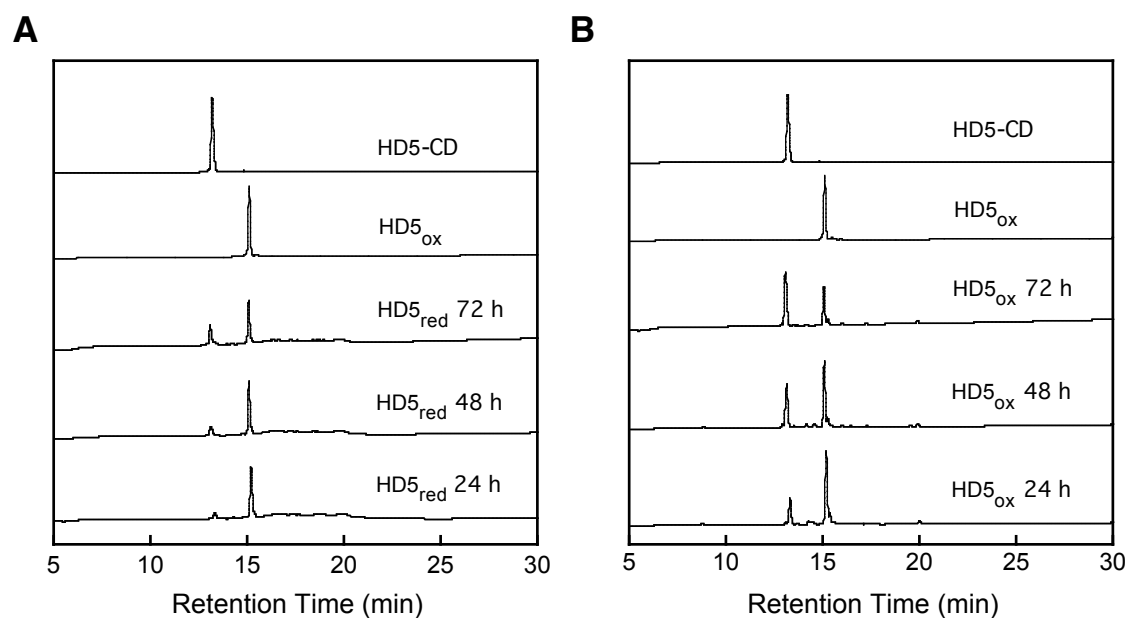 A
HD5-CD
HD5ox
HD5red 72 h
HD5red 48 h
HD5red 24 h
5 10 15 20 25 30
Retention Time (min)
B
HD5-CD
HD5ox
HD5ox 72 h
HD5ox 48 h
HD5ox 24 h
5 10 15 20 25 30
Retention Time (min)